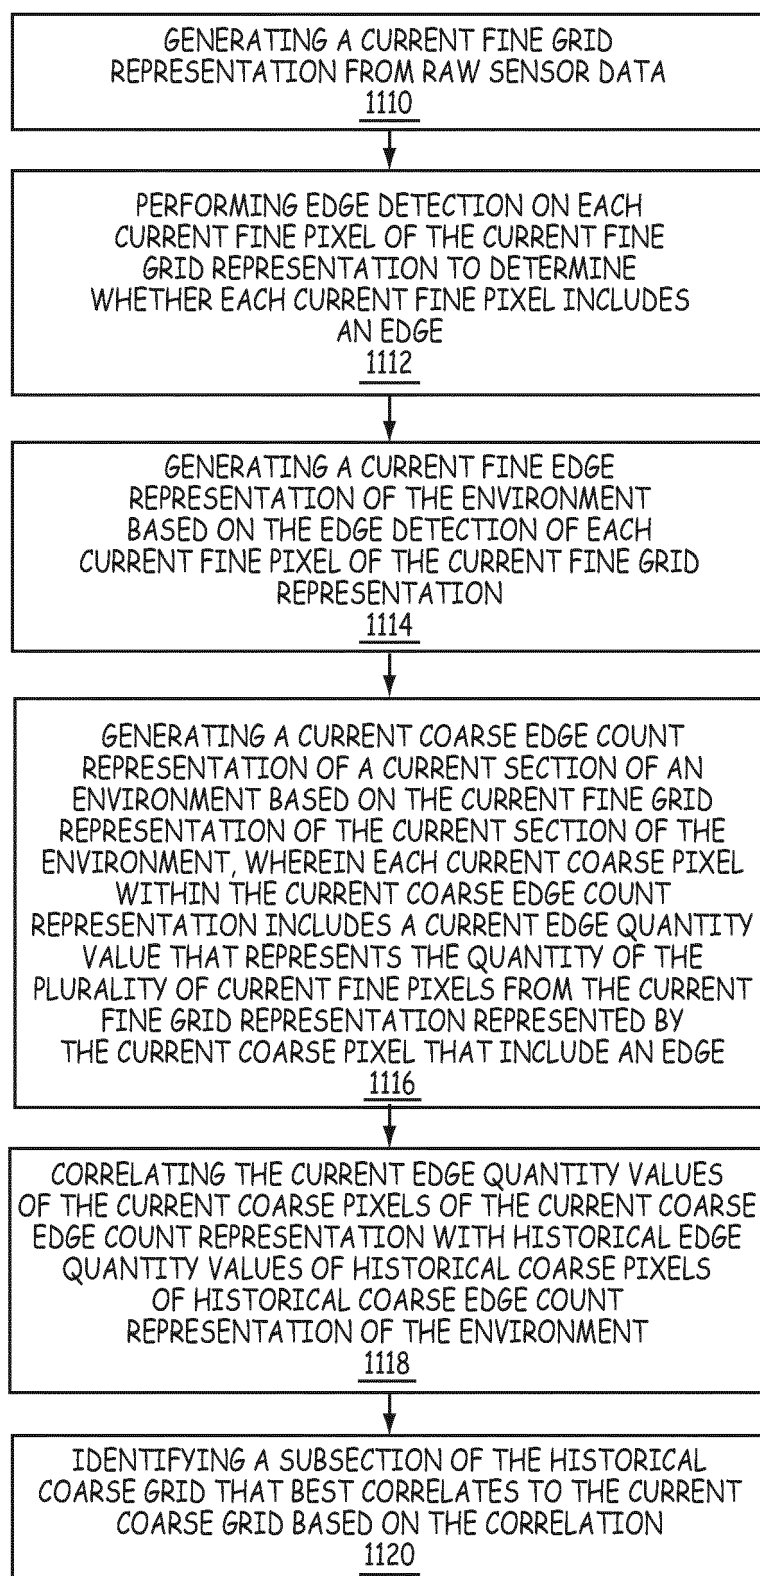 GENERATING A CURRENT FINE GRID
REPRESENTATION FROM RAW SENSOR DATA
1110
PERFORMING EDGE DETECTION ON EACH
CURRENT FINE PIXEL OF THE CURRENT FINE
GRID REPRESENTATION TO DETERMINE
WHETHER EACH CURRENT FINE PIXEL INCLUDES
AN EDGE
1112
GENERATING A CURRENT FINE EDGE
REPRESENTATION OF THE ENVIRONMENT
BASED ON THE EDGE DETECTION OF EACH
CURRENT FINE PIXEL OF THE CURRENT FINE GRID
REPRESENTATION
1114
GENERATING A CURRENT COARSE EDGE COUNT
REPRESENTATION OF A CURRENT SECTION OF AN
ENVIRONMENT BASED ON THE CURRENT FINE GRID
REPRESENTATION OF THE CURRENT SECTION OF THE
ENVIRONMENT, WHEREIN EACH CURRENT COARSE PIXEL
WITHIN THE CURRENT COARSE EDGE COUNT
REPRESENTATION INCLUDES A CURRENT EDGE QUANTITY
VALUE THAT REPRESENTS THE QUANTITY OF THE
PLURALITY OF CURRENT FINE PIXELS FROM THE CURRENT
FINE GRID REPRESENTATION REPRESENTED BY
THE CURRENT COARSE PIXEL THAT INCLUDE AN EDGE
1116
CORRELATING THE CURRENT EDGE QUANTITY VALUES
OF THE CURRENT COARSE PIXELS OF THE CURRENT COARSE
EDGE COUNT REPRESENTATION WITH HISTORICAL EDGE
QUANTITY VALUES OF HISTORICAL COARSE PIXELS
OF HISTORICAL COARSE EDGE COUNT
REPRESENTATION OF THE ENVIRONMENT
1118
IDENTIFYING A SUBSECTION OF THE HISTORICAL
COARSE GRID THAT BEST CORRELATES TO THE CURRENT
COARSE GRID BASED ON THE CORRELATION
1120